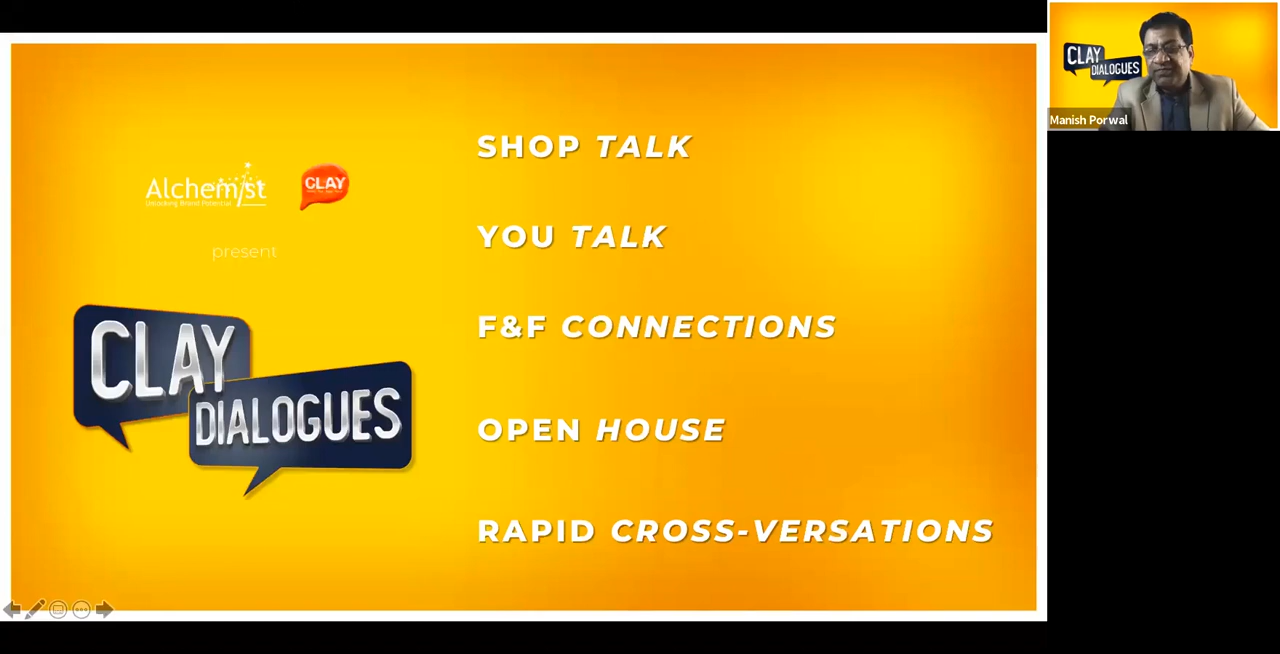 Alchemist
Unlocking Brand Potential
CLAY
present
CLAY
DIALOGUES
SHOP TALK
YOU TALK
F&F CONNECTIONS
OPEN HOUSE
RAPID CROSS-VERSATIONS
CLAY
DIALOGUES
Manish Porwal